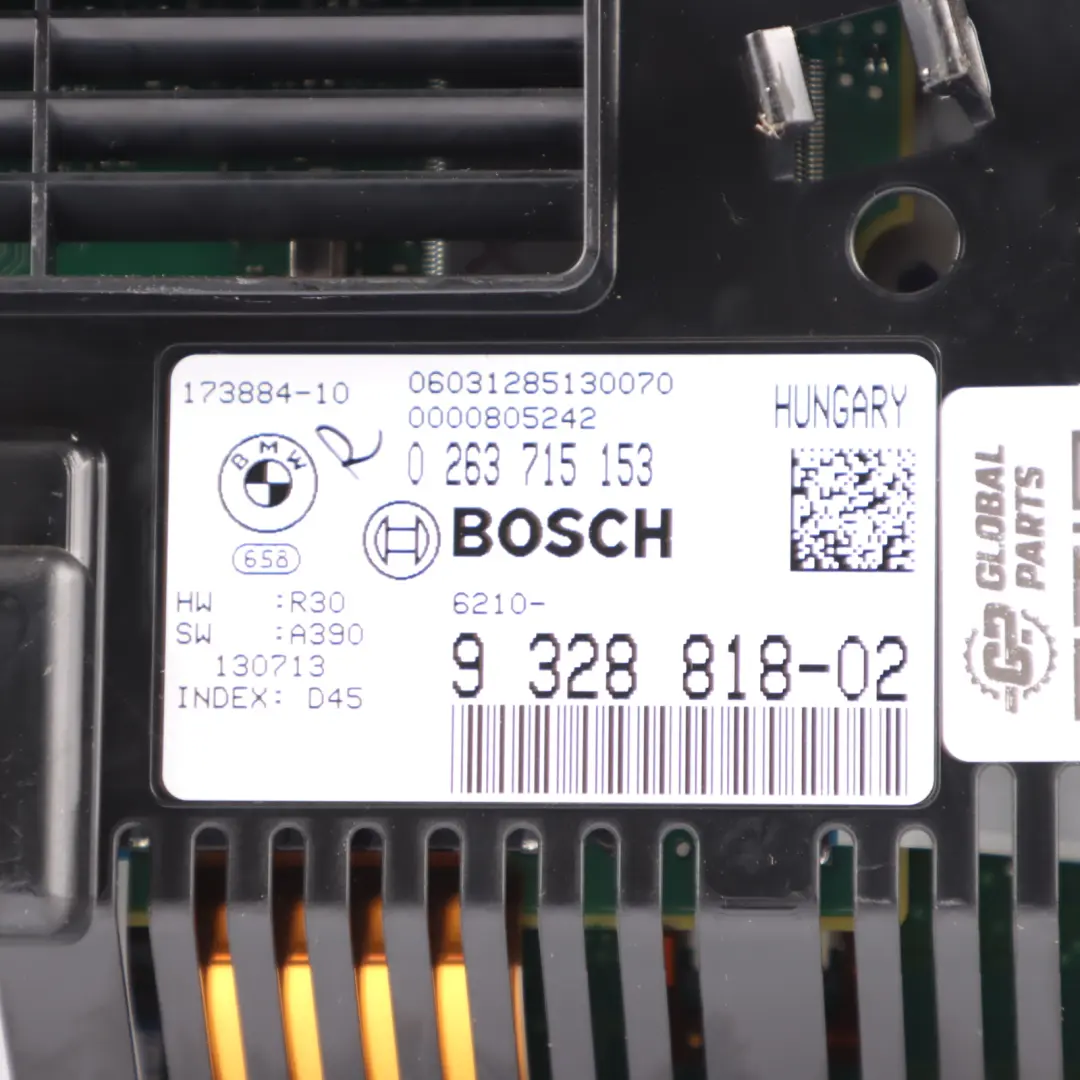 173884-10
06031285130070
0000805242
HUNGARY
BMW
0 263 715 153
658
BOSCH
HW :R30
SW :A390
130713
INDEX: D45
6210-
9 328 818-02
GP GLOBAL
PARTS